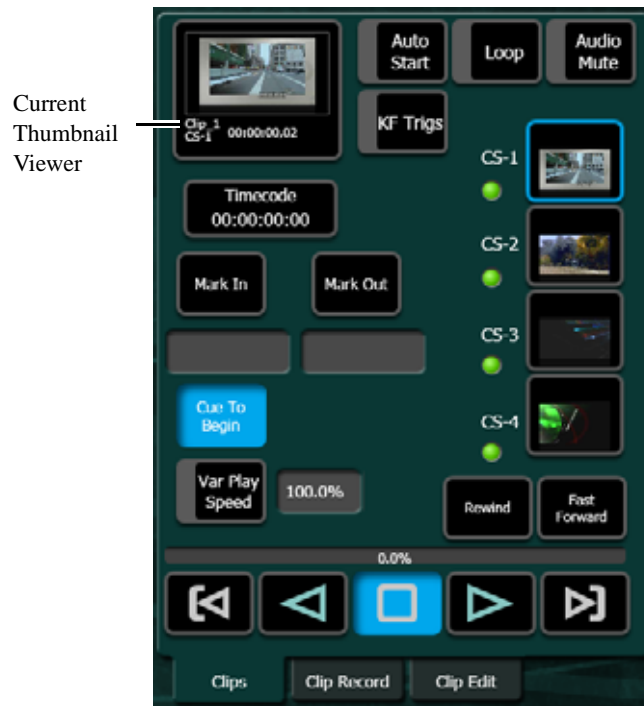 Current
Thumbnail
Viewer
Clip_1
CS-1 00:00:00.02
Auto
Start
Loop
Audio
Mute
KF Trigs
Timecode
00:00:00:00
Mark In
Mark Out
CS-1
CS-2
CS-3
CS-4
Cue To
Begin
Var Play
Speed
100.0%
Rewind
Fast
Forward
0.0%
Clips
Clip Record
Clip Edit